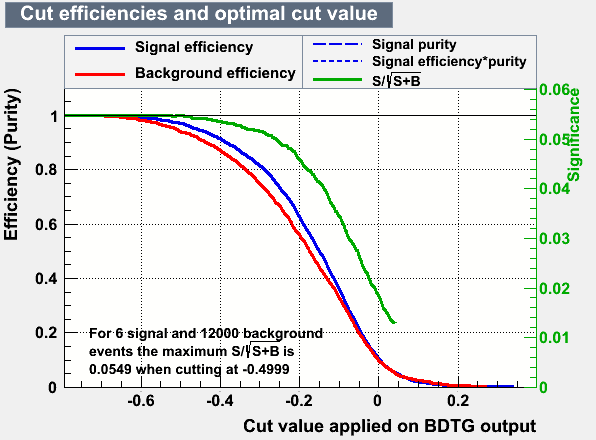 Cut efficiencies and optimal cut value
Signal efficiency
Background efficiency
Signal purity
Signal efficiency*purity
S/√S+B
Efficiency (Purity)
1
0.8
0.6
0.4
0.2
0
0.06
0.05
0.04
0.03
0.02
0.01
0
Significance
For 6 signal and 12000 background
events the maximum S/√S+B is
0.0549 when cutting at -0.4999
-0.6 -0.4 -0.2 0 0.2
Cut value applied on BDTG output